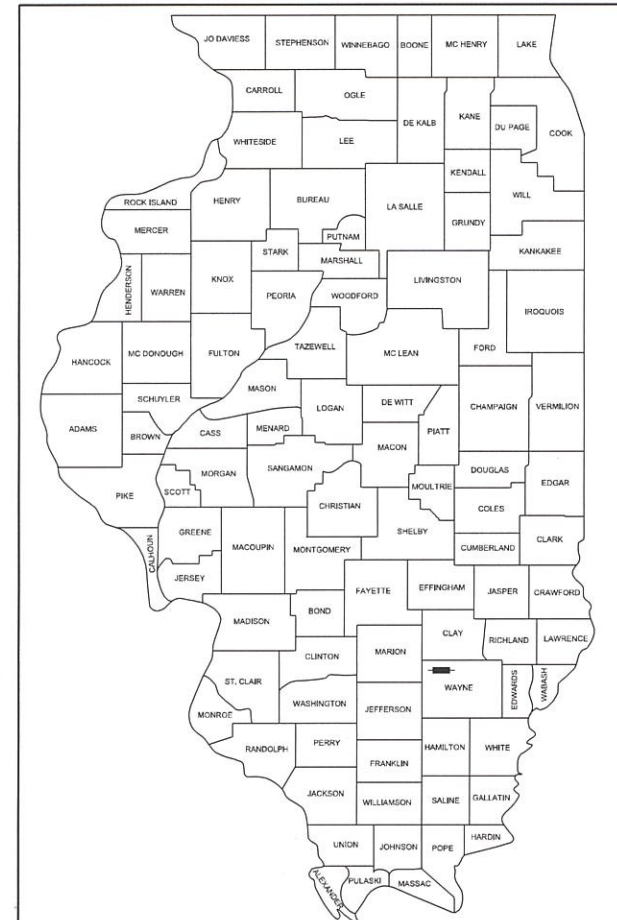 JO DAVIESS
STEPHENSON
WINNEBAGO
BOONE
MC HENRY
LAKE
CARROLL
OGLE
DE KALB
KANE
DU PAGE
COOK
WHITESIDE
LEE
KENDALL
WILL
ROCK ISLAND
HENRY
BUREAU
LA SALLE
GRUNDY
MERCER
PUTNAM
STARK
MARSHALL
KANKAKEE
HENDERSON
WARREN
KNOX
PEORIA
WOODFORD
LIVINGSTON
IROQUOIS
HANCOCK
MC DONOUGH
FULTON
TAZEWELL
MC LEAN
FORD
MASON
SCHUYLER
ADAMS
BROWN
CASS
MENARD
LOGAN
DE WITT
PIATT
CHAMPAIGN
VERMILION
MACON
PIKE
SCOTT
MORGAN
SANGAMON
MOULTRIE
DOUGLAS
EDGAR
CHRISTIAN
COLES
CALHOUN
GREENE
MACOUPIN
MONTGOMERY
SHELBY
CUMBERLAND
CLARK
JERSEY
FAYETTE
EFFINGHAM
JASPER
CRAWFORD
MADISON
BOND
CLAY
RICHLAND
LAWRENCE
CLINTON
MARION
ST. CLAIR
WAYNE
EDWARDS
WABASH
MONROE
WASHINGTON
JEFFERSON
RANDOLPH
PERRY
HAMILTON
WHITE
FRANKLIN
JACKSON
WILLIAMSON
SALINE
GALLATIN
UNION
JOHNSON
POPE
HARDIN
ALEXANDER
PULASKI
MASSAC